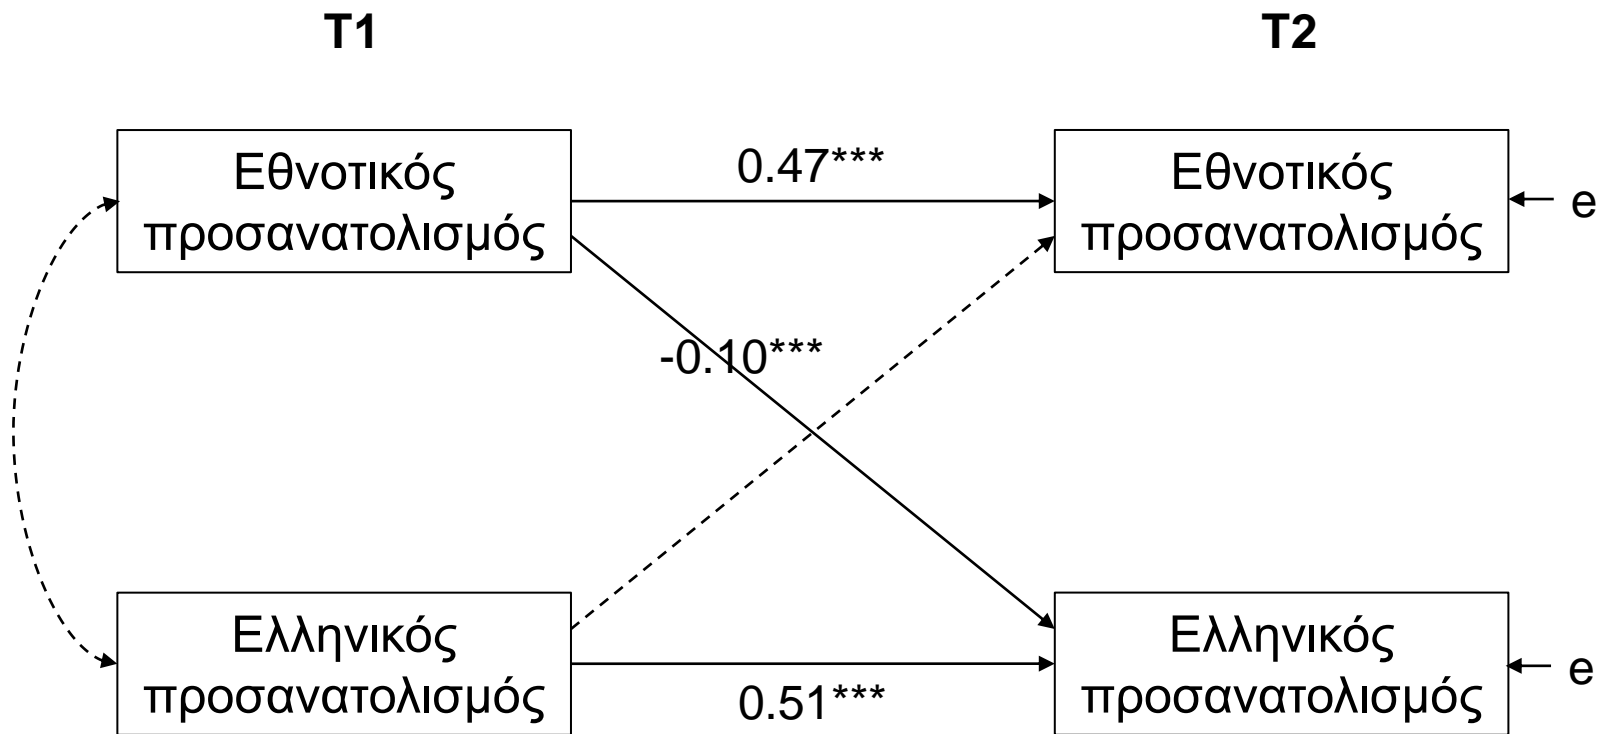 T1
T2
Εθνοτικός
προσανατολισμός
0.47***
Εθνοτικός
προσανατολισμός
e
-0.10***
Ελληνικός
προσανατολισμός
0.51***
Ελληνικός
προσανατολισμός
e